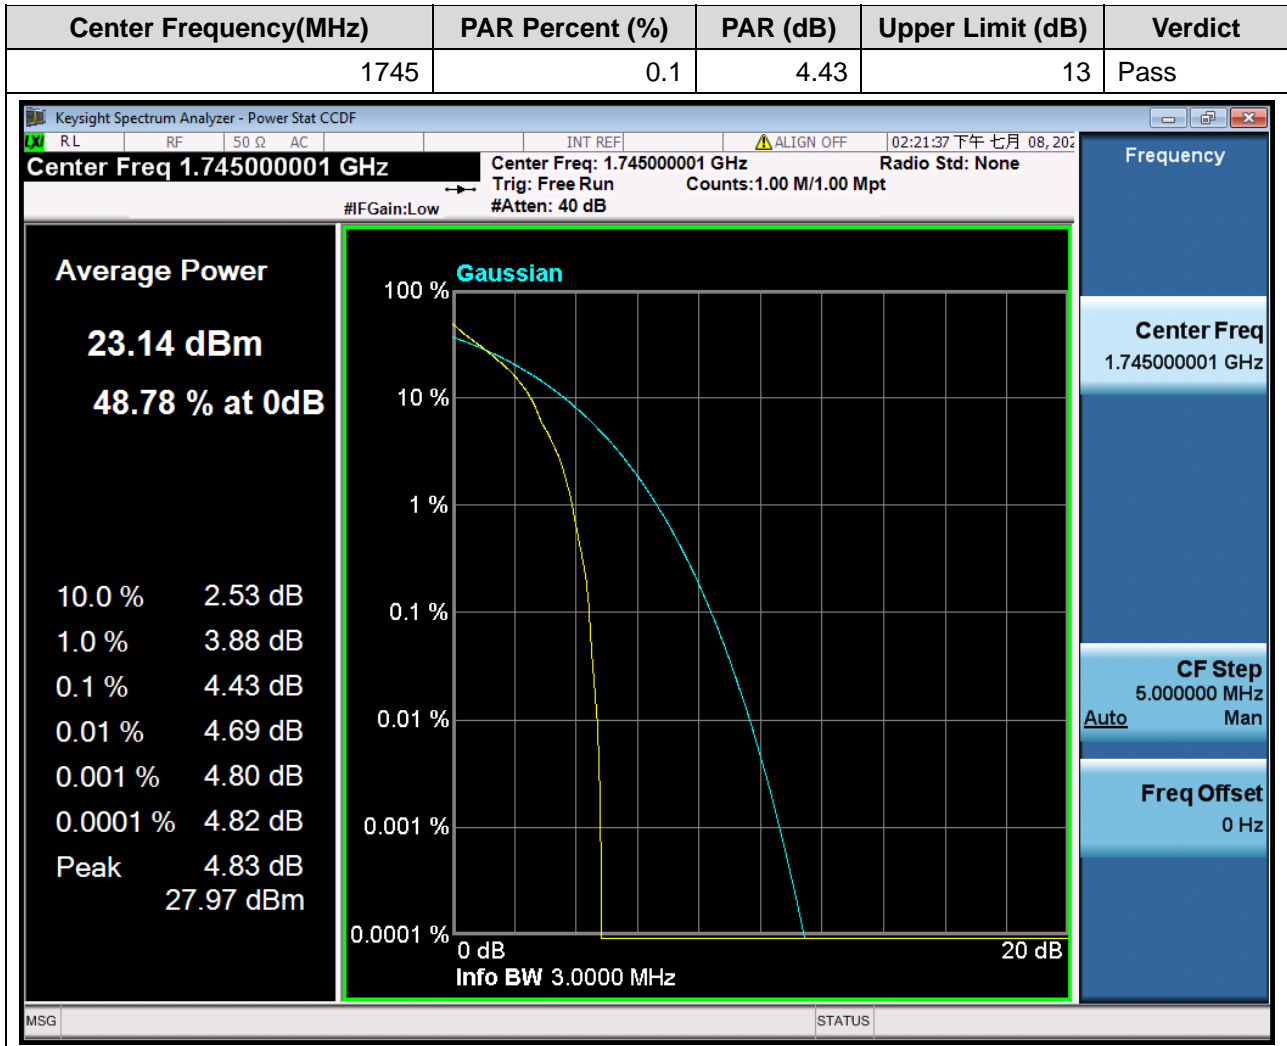 Center Frequency(MHz) PAR Percent (%) PAR (dB) Upper Limit (dB) Verdict
1745 0.1 4.43 13 Pass
Keysight Spectrum Analyzer - Power Stat CCDF
LXI RL RF 50 Ω AC INT REF ALIGN OFF 02:21:37 下午 七月 08, 202
Center Freq 1.745000001 GHz
Center Freq: 1.745000001 GHz Radio Std: None
Trig: Free Run Counts:1.00 M/1.00 Mpt
#IFGain:Low #Atten: 40 dB
Average Power
23.14 dBm
48.78 % at 0dB
10.0 % 2.53 dB
1.0 % 3.88 dB
0.1 % 4.43 dB
0.01 % 4.69 dB
0.001 % 4.80 dB
0.0001 % 4.82 dB
Peak 4.83 dB
27.97 dBm
Gaussian
100 %
10 %
1 %
0.1 %
0.01 %
0.001 %
0.0001 %
0 dB 20 dB
Info BW 3.0000 MHz
Frequency
Center Freq
1.745000001 GHz
CF Step
5.000000 MHz
Auto Man
Freq Offset
0 Hz
MSG STATUS